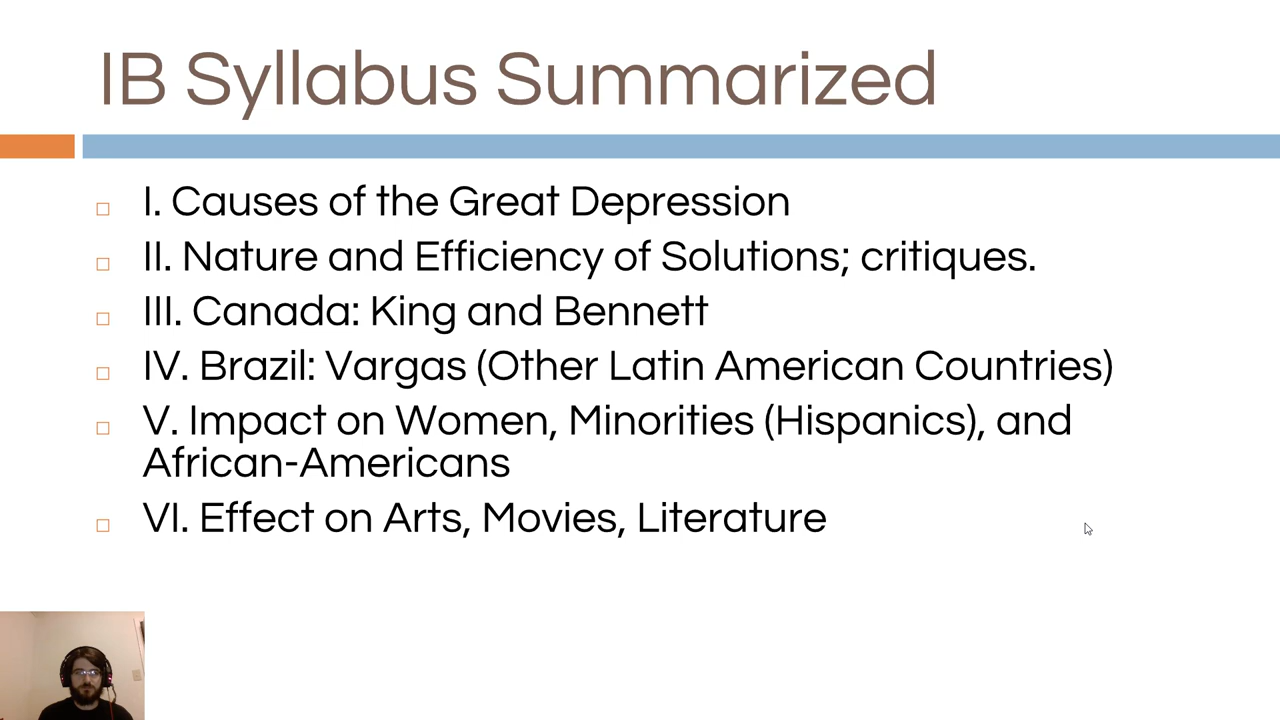 IB Syllabus Summarized
I. Causes of the Great Depression
II. Nature and Efficiency of Solutions; critiques.
III. Canada: King and Bennett
IV. Brazil: Vargas (Other Latin American Countries)
V. Impact on Women, Minorities (Hispanics), and
African-Americans
VI. Effect on Arts, Movies, Literature